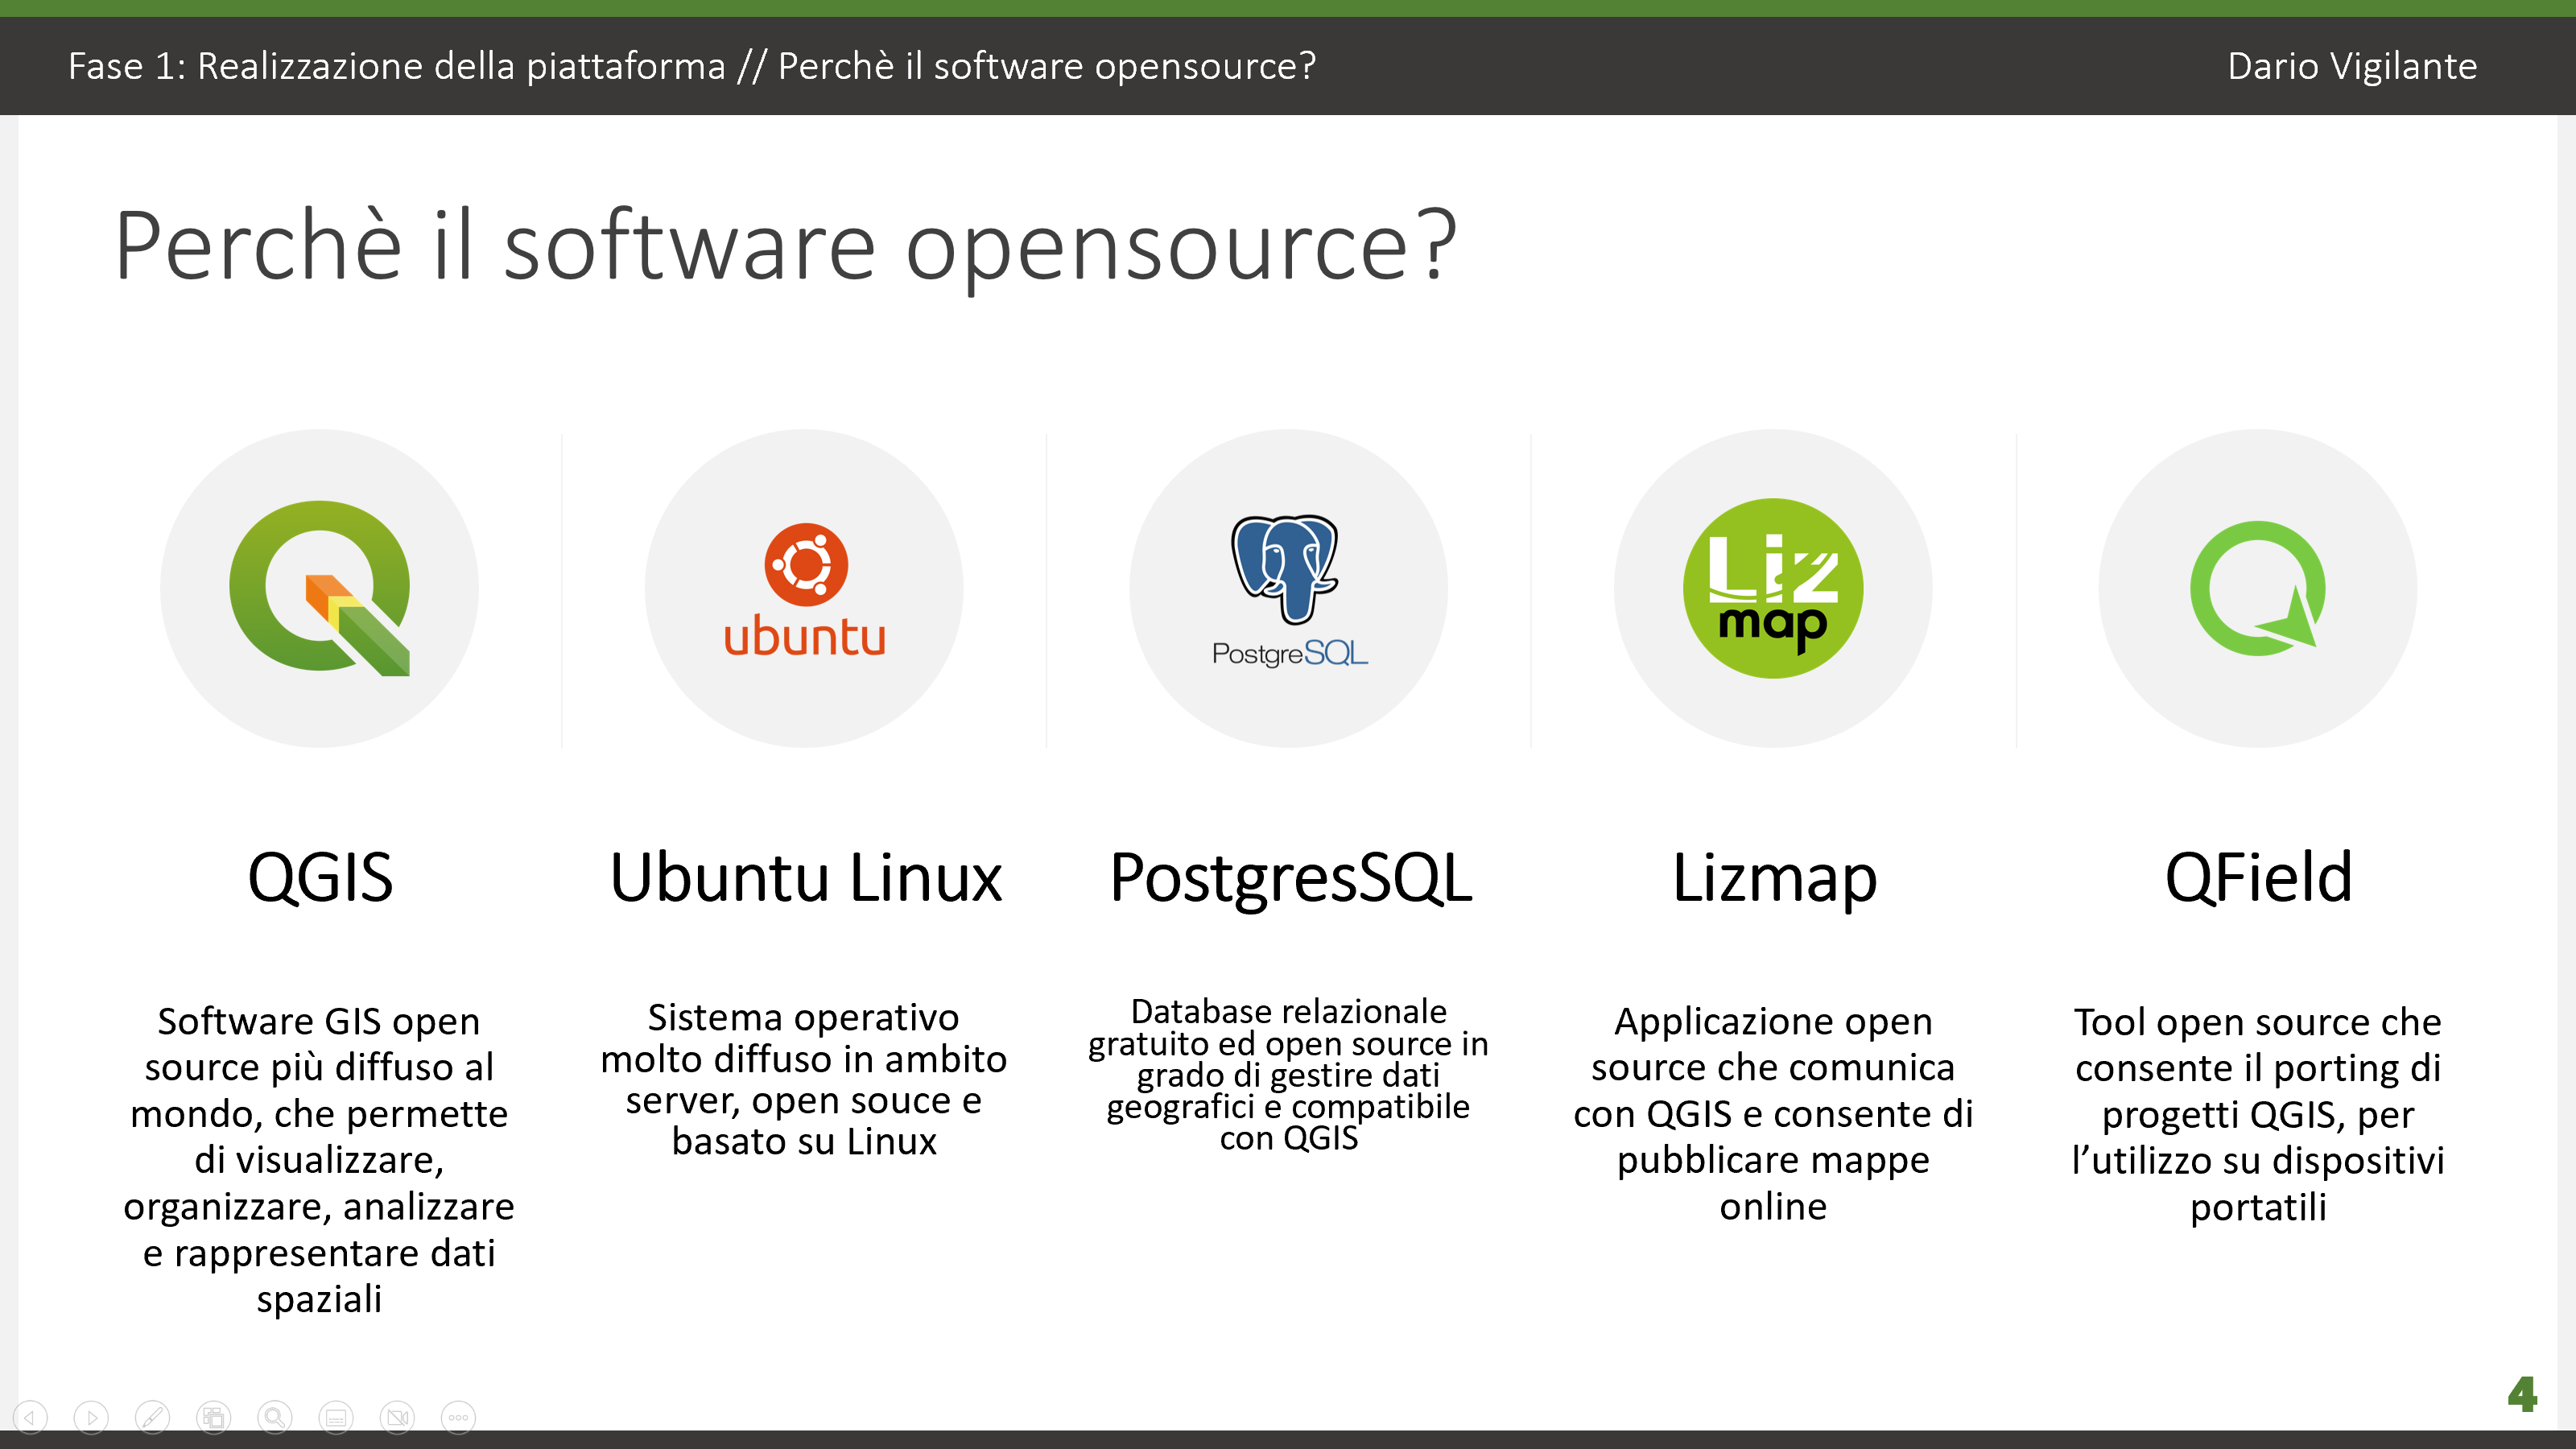 Fase 1: Realizzazione della piattaforma // Perchè il software opensource?
Dario Vigilante
Perchè il software opensource?
ubuntu
PostgreSQL
Liz
map
QGIS
Software GIS open
source più diffuso al
mondo, che permette
di visualizzare,
organizzare, analizzare
e rappresentare dati
spaziali
Ubuntu Linux
Sistema operativo
molto diffuso in ambito
server, open souce e
basato su Linux
PostgresSQL
Database relazionale
gratuito ed open source in
grado di gestire dati
geografici e compatibile
con QGIS
Lizmap
Applicazione open
source che comunica
con QGIS e consente di
pubblicare mappe
online
QField
Tool open source che
consente il porting di
progetti QGIS, per
l’utilizzo su dispositivi
portatili
4